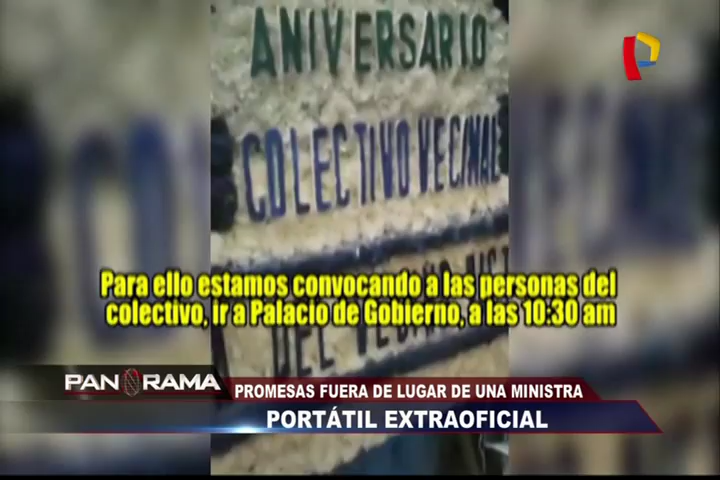 ANIVERSARIO
COLECTIVO VECINAL
DEL
Para ello estamos convocando a las personas del
colectivo, ir a Palacio de Gobierno, a las 10:30 am
PANORAMA
PROMESAS FUERA DE LUGAR DE UNA MINISTRA
PORTÁTIL EXTRAOFICIAL